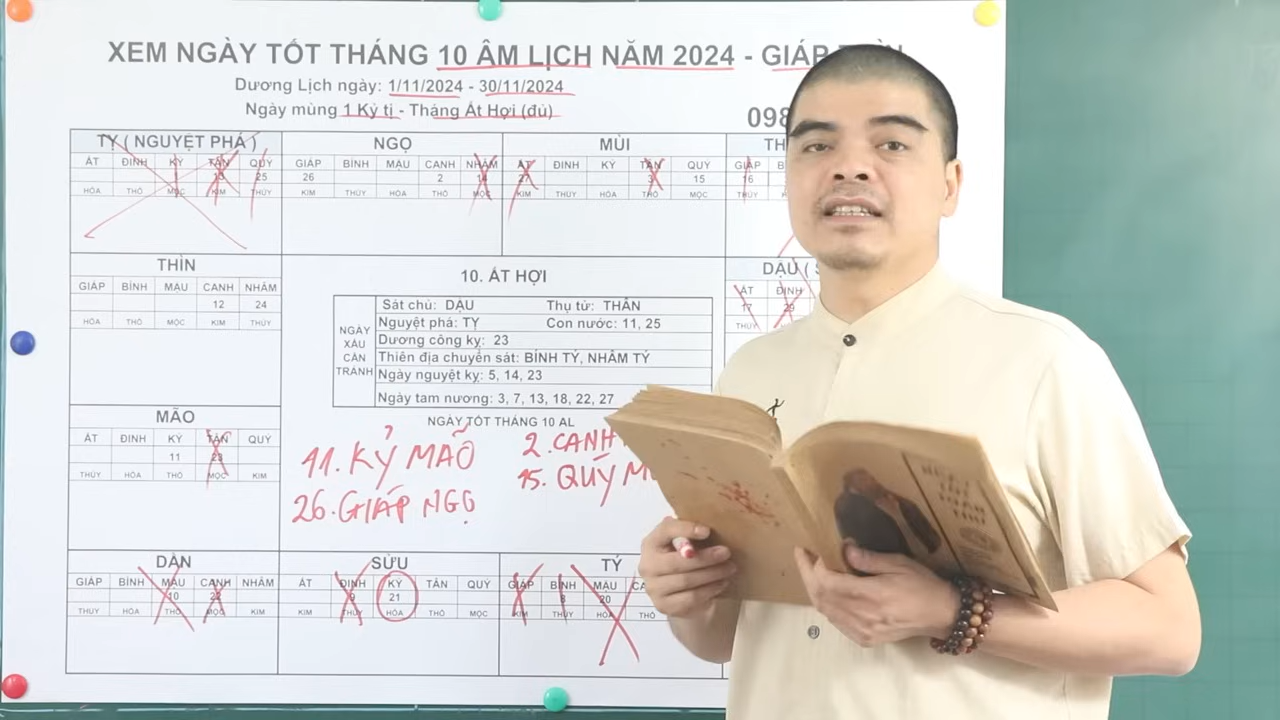 XEM NGÀY TỐT THÁNG 10 ÂM LỊCH NĂM 2024 - GIÁP
Dương Lịch ngày: 1/11/2024 - 30/11/2024
Ngày mùng 1 Kỷ tị - Tháng Ất Hợi (đủ)
098
TỴ ( NGUYỆT PHÁ )
ẤT ĐINH KỶ TÂN QUÝ
25
HỎA THỔ MỘC KIM THỦY
NGỌ
GIÁP BÍNH MẬU CANH NHÂM
26 2 14
KIM THỦY HỎA THỔ MỘC
MÙI
ẤT ĐINH KỶ TÂN QUÝ
27 3 15
KIM THỦY HỎA THỔ MỘC
GIÁP
16
THỦY
THÌN
GIÁP BÍNH MẬU CANH NHÂM
12 24
HỎA THỔ MỘC KIM THỦY
10. ẤT HỢI
NGÀY XẤU CẦN TRÁNH
Sát chủ: DẬU Thụ tử: THÂN
Nguyệt phá: TỴ Con nước: 11, 25
Dương công kỵ: 23
Thiên địa chuyển sát: BÍNH TÝ, NHÂM TÝ
Ngày nguyệt kỵ: 5, 14, 23
Ngày tam nương: 3, 7, 13, 18, 22, 27
DẬU (
ẤT ĐINH
17 29
THỦY
MÃO
ẤT ĐINH KỶ TÂN QUÝ
11 23
THỦY HỎA THỔ MỘC KIM
NGÀY TỐT THÁNG 10 AL
11. KỶ MÃO
2. CANH
26. GIÁP NGỌ
15. QUÝ M
DẦN
GIÁP BÍNH MẬU CANH NHÂM
10 22
THỦY HỎA THỔ MỘC KIM
SỬU
ẤT ĐINH KỶ TÂN QUÝ
9 21
KIM THỦY HỎA THỔ MỘC
TÝ
GIÁP BÍNH MẬU
8 20
KIM THỦY HỎA THỔ